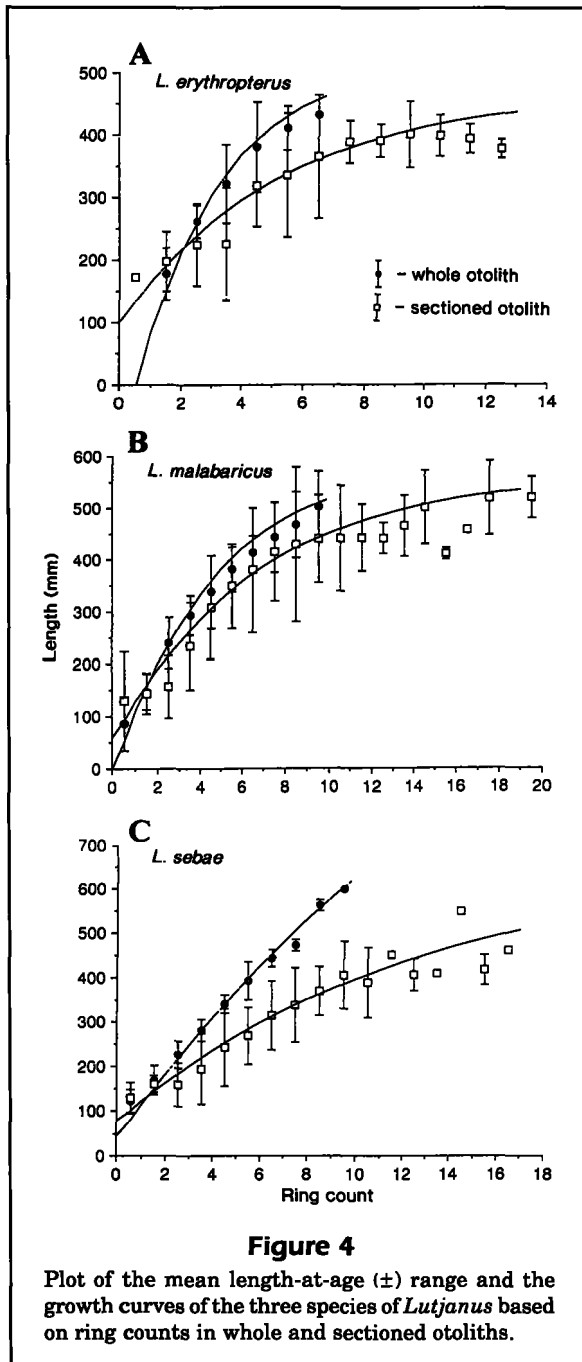 A
L. erythropterus
500
400
300
200
100
0
0 2 4 6 8 10 12 14
– whole otolith
– sectioned otolith
B
L. malabaricus
600
500
400
300
200
100
0
0 2 4 6 8 10 12 14 16 18 20
Length (mm)
C
L. sebae
700
600
500
400
300
200
100
0
0 2 4 6 8 10 12 14 16 18
Ring count
Figure 4
Plot of the mean length-at-age (±) range and the
growth curves of the three species of Lutjanus based
on ring counts in whole and sectioned otoliths.